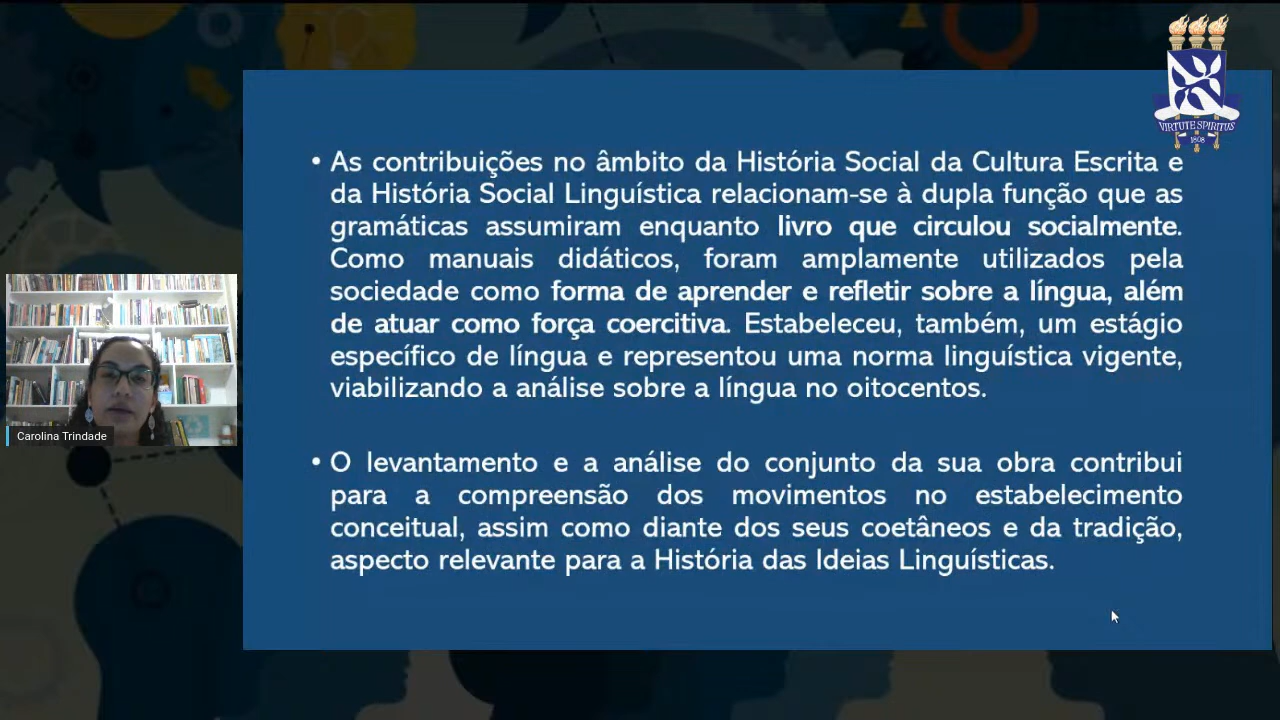 VIRTUTE SPIRITUS
1808
• As contribuições no âmbito da História Social da Cultura Escrita e
da História Social Linguística relacionam-se à dupla função que as
gramáticas assumiram enquanto livro que circulou socialmente.
Como manuais didáticos, foram amplamente utilizados pela
sociedade como forma de aprender e refletir sobre a língua, além
de atuar como força coercitiva. Estabeleceu, também, um estágio
específico de língua e representou uma norma linguística vigente,
viabilizando a análise sobre a língua no oitocentos.
• O levantamento e a análise do conjunto da sua obra contribui
para a compreensão dos movimentos no estabelecimento
conceitual, assim como diante dos seus coetâneos e da tradição,
aspecto relevante para a História das Ideias Linguísticas.
Carolina Trindade